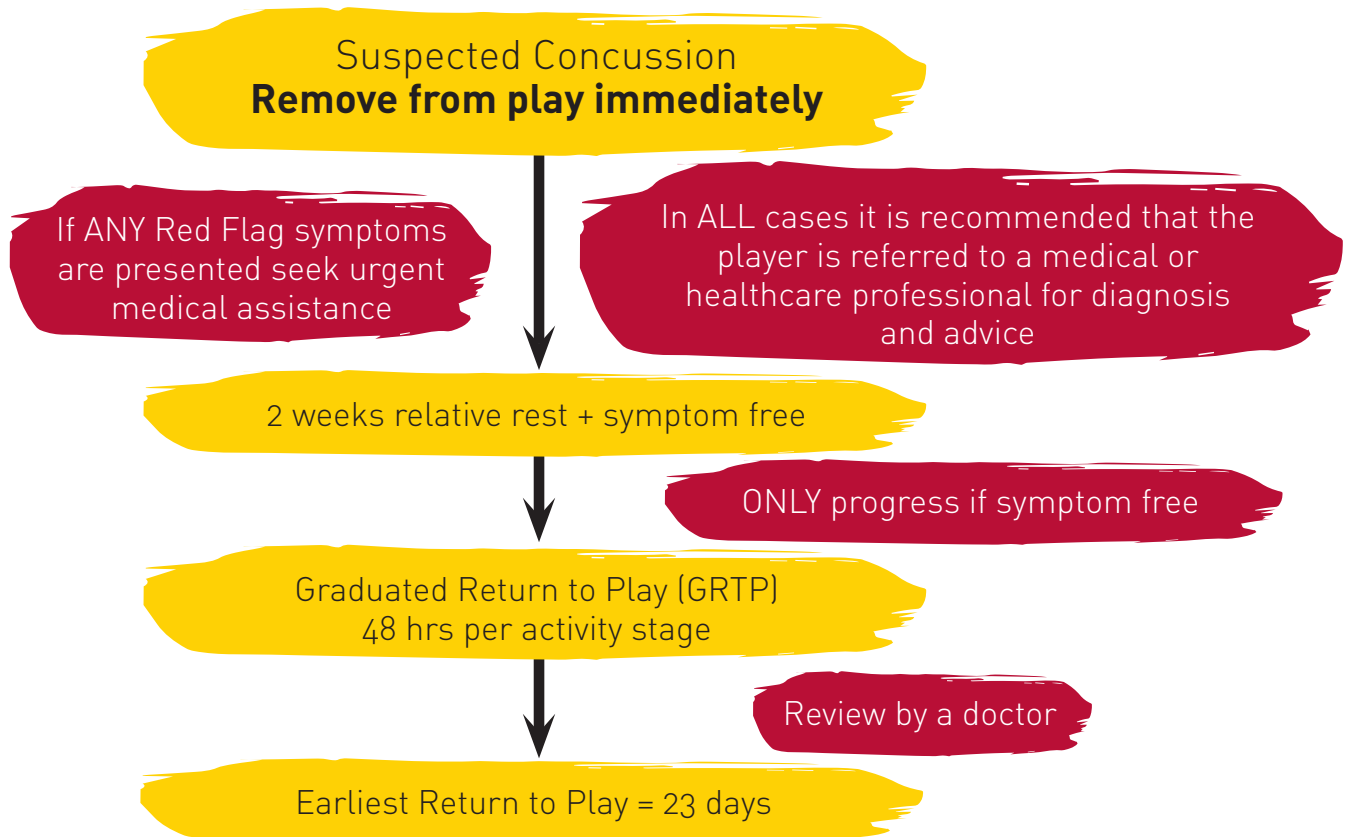 Suspected Concussion
Remove from play immediately
If ANY Red Flag symptoms
are presented seek urgent
medical assistance
In ALL cases it is recommended that the
player is referred to a medical or
healthcare professional for diagnosis
and advice
2 weeks relative rest + symptom free
ONLY progress if symptom free
Graduated Return to Play (GRTP)
48 hrs per activity stage
Review by a doctor
Earliest Return to Play = 23 days